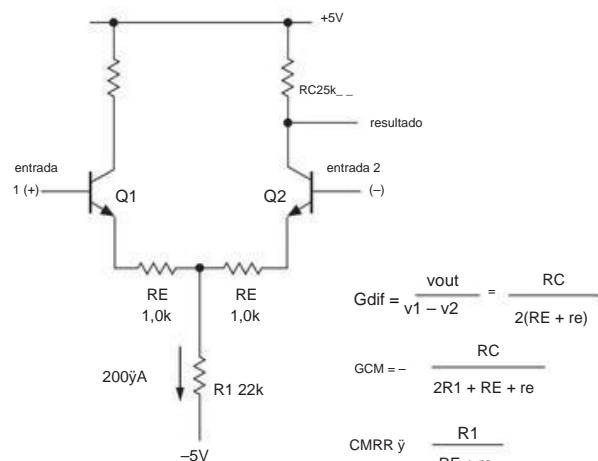 +5V
RC25k_ _
resultado
entrada
1 (+)
Q1
Q2
entrada 2
(–)
RE
1,0k
RE
1,0k
Gdif = vout / v1 – v2 = RC / 2(RE + re)
200ÿA
R1 22k
GCM = – RC / 2R1 + RE + re
–5V
CMRR ÿ R1